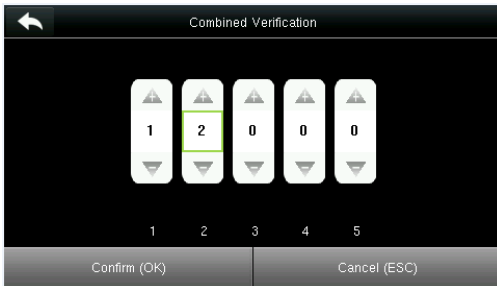 Combined Verification
1 2 0 0 0
1 2 3 4 5
Confirm (OK) Cancel (ESC)